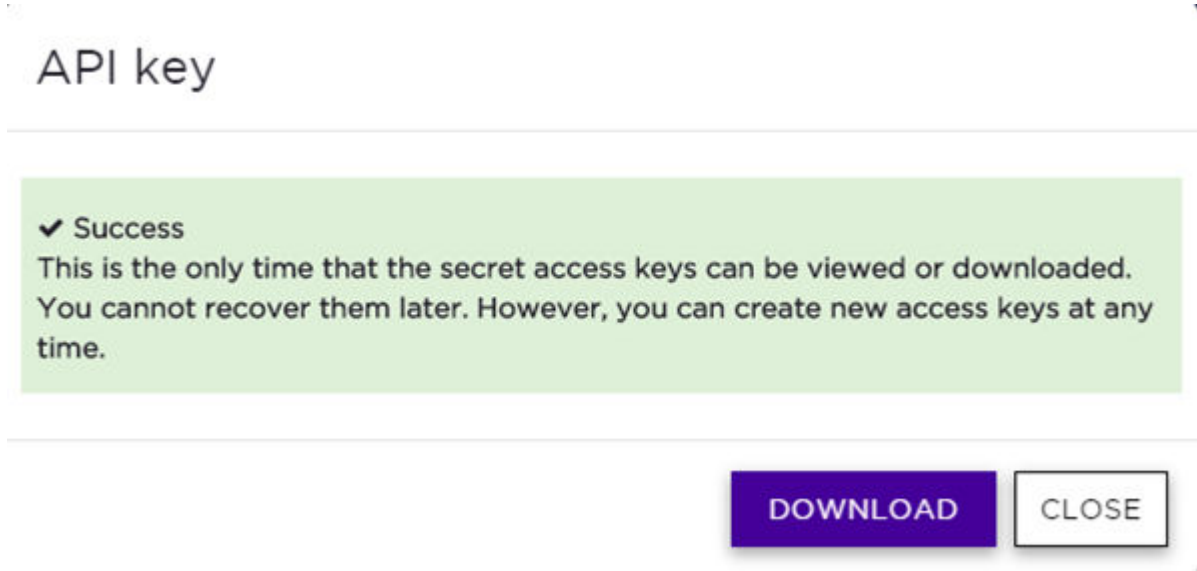 API key
✔ Success
This is the only time that the secret access keys can be viewed or downloaded.
You cannot recover them later. However, you can create new access keys at any
time.
DOWNLOAD
CLOSE